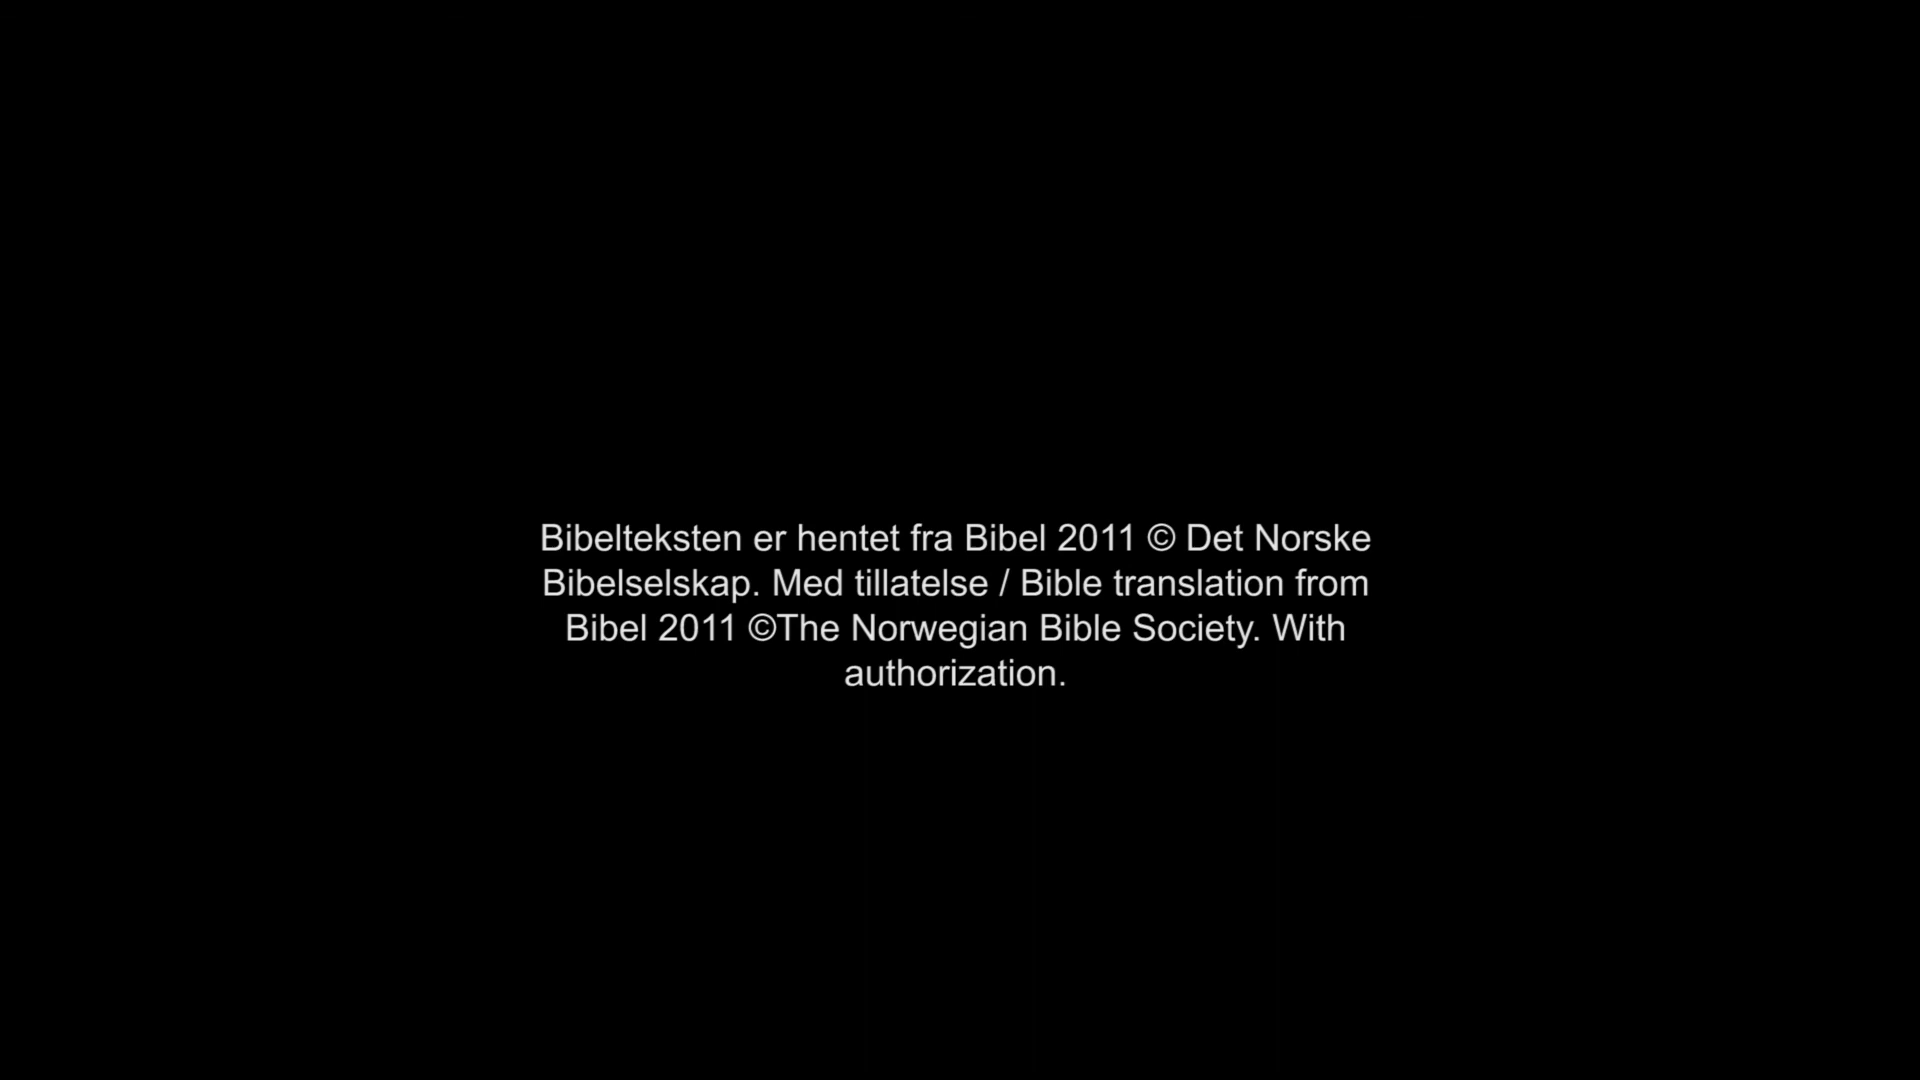 Bibelteksten er hentet fra Bibel 2011 © Det Norske
Bibelselskap. Med tillatelse / Bible translation from
Bibel 2011 ©The Norwegian Bible Society. With
authorization.